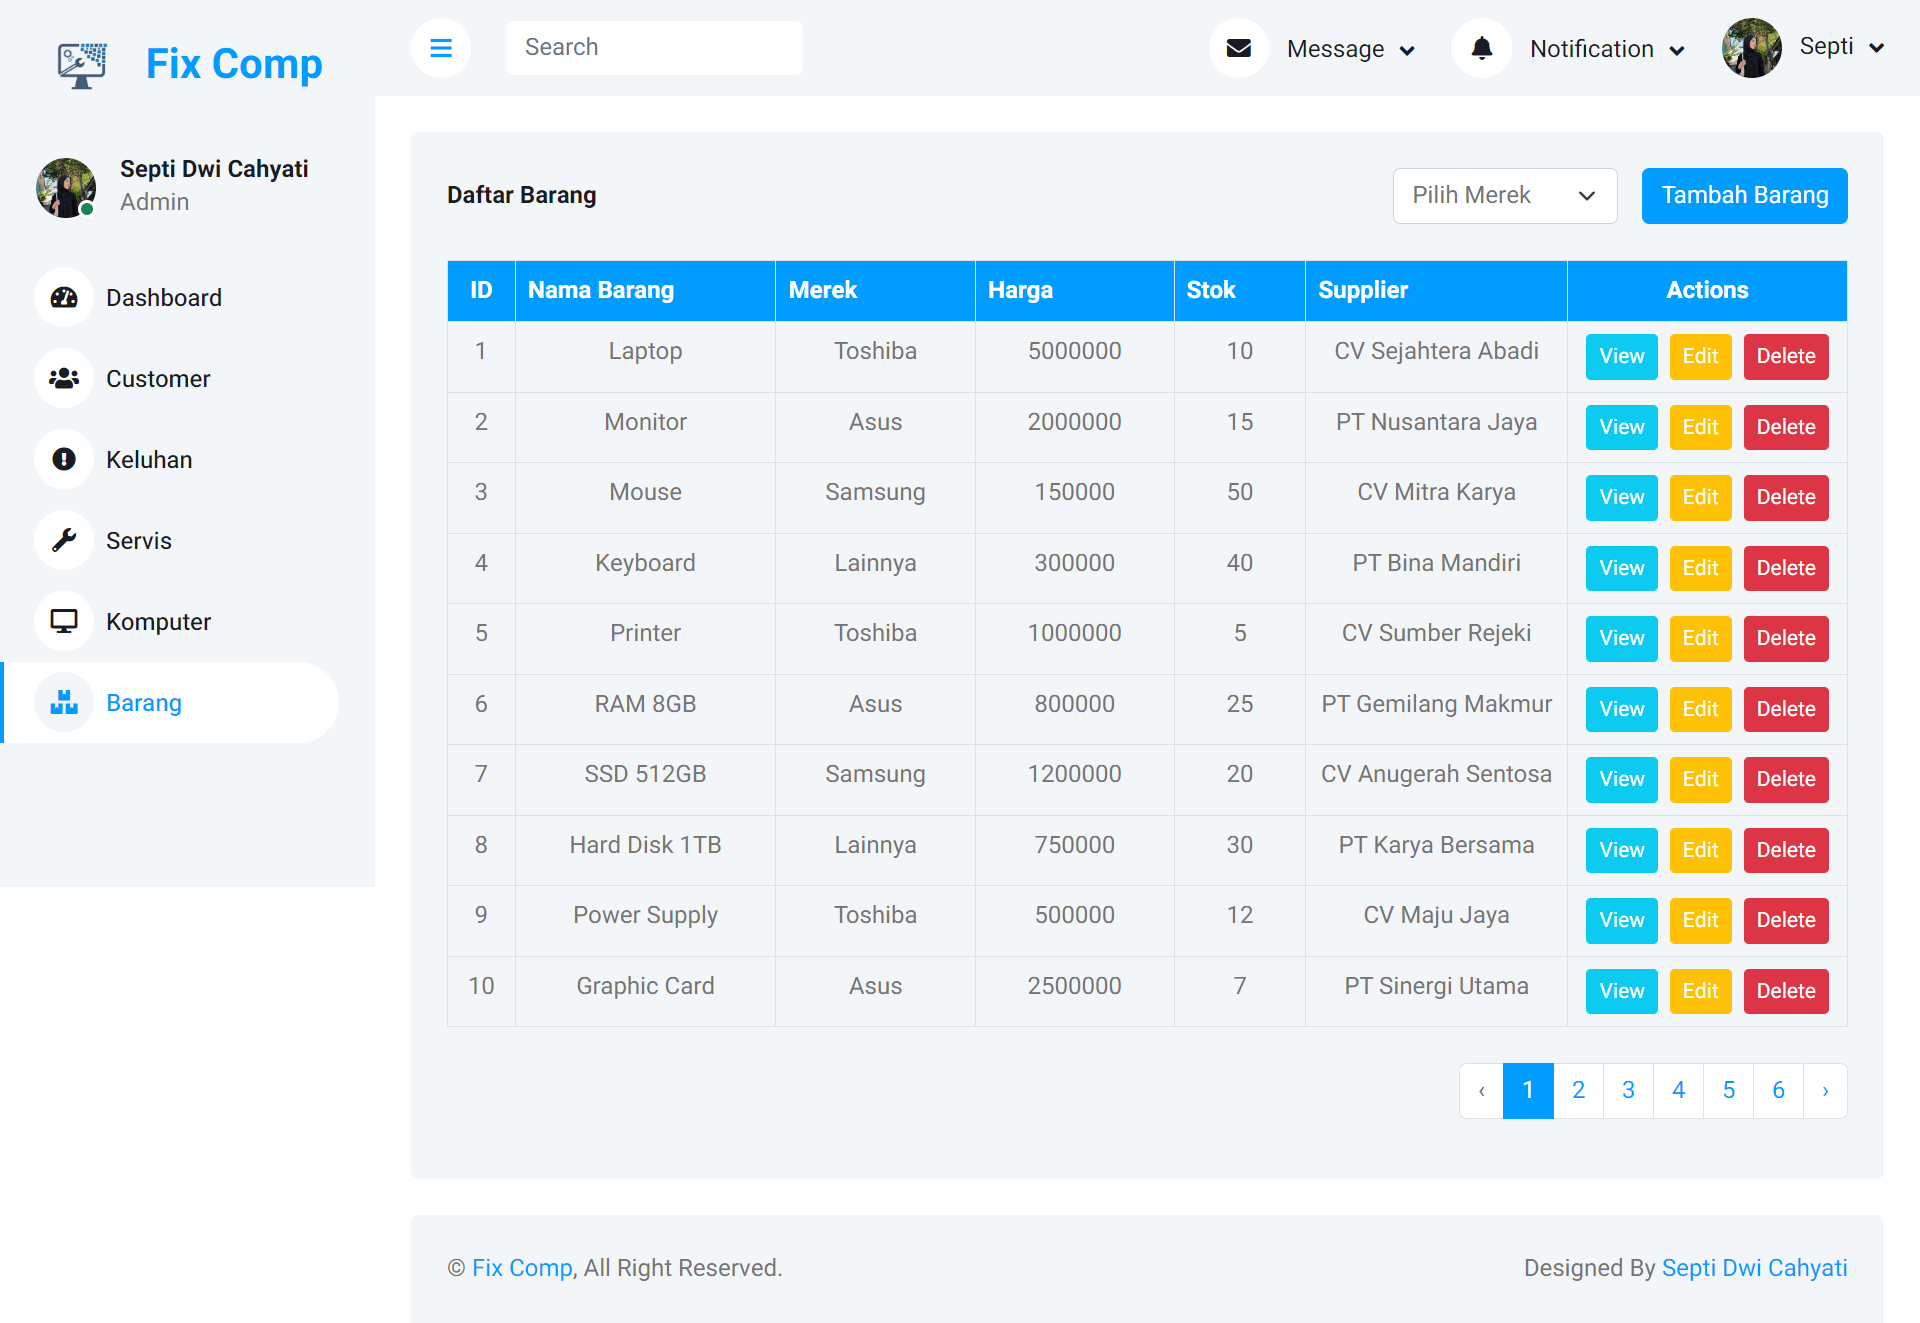 Fix Comp
Search
Message
Notification
Septi
Septi Dwi Cahyati
Admin
Dashboard
Customer
Keluhan
Servis
Komputer
Barang
Daftar Barang
Pilih Merek
Tambah Barang
ID Nama Barang Merek Harga Stok Supplier Actions
1 Laptop Toshiba 5000000 10 CV Sejahtera Abadi View Edit Delete
2 Monitor Asus 2000000 15 PT Nusantara Jaya View Edit Delete
3 Mouse Samsung 150000 50 CV Mitra Karya View Edit Delete
4 Keyboard Lainnya 300000 40 PT Bina Mandiri View Edit Delete
5 Printer Toshiba 1000000 5 CV Sumber Rejeki View Edit Delete
6 RAM 8GB Asus 800000 25 PT Gemilang Makmur View Edit Delete
7 SSD 512GB Samsung 1200000 20 CV Anugerah Sentosa View Edit Delete
8 Hard Disk 1TB Lainnya 750000 30 PT Karya Bersama View Edit Delete
9 Power Supply Toshiba 500000 12 CV Maju Jaya View Edit Delete
10 Graphic Card Asus 2500000 7 PT Sinergi Utama View Edit Delete
‹ 1 2 3 4 5 6 ›
© Fix Comp, All Right Reserved.
Designed By Septi Dwi Cahyati